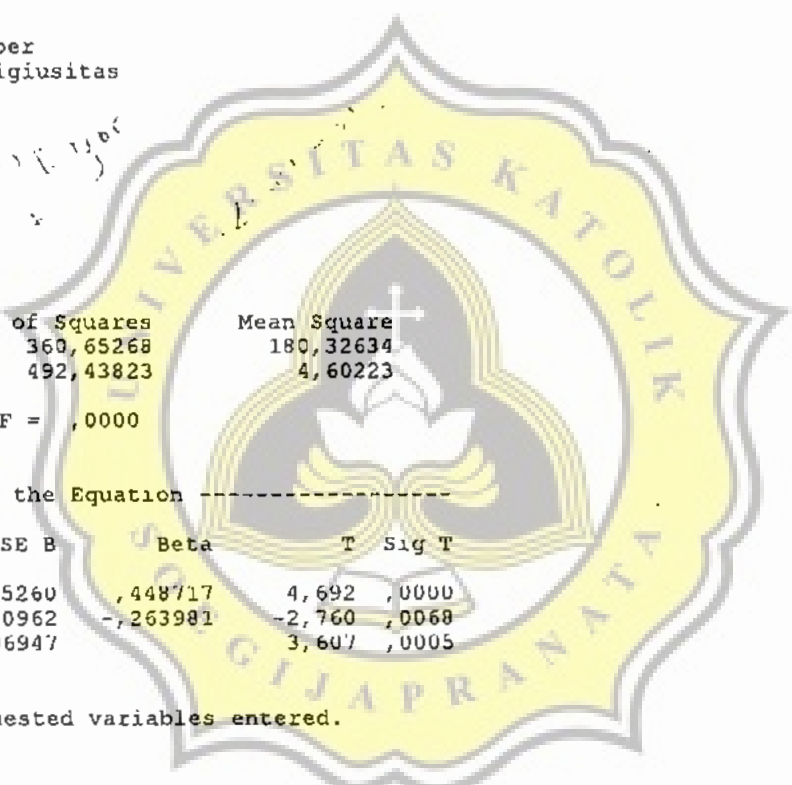 per
igiusitas
of Squares Mean Square
360,65268 180,32634
492,43823 4,60223
F = ,0000
the Equation -------------------
SE B Beta T Sig T
5260 ,448717 4,692 ,0000
0962 -,263981 -2,760 ,0068
6947 3,607 ,0005
uested variables entered.
UNIVERSITAS KATOLIK
SOEGIJAPRANATA